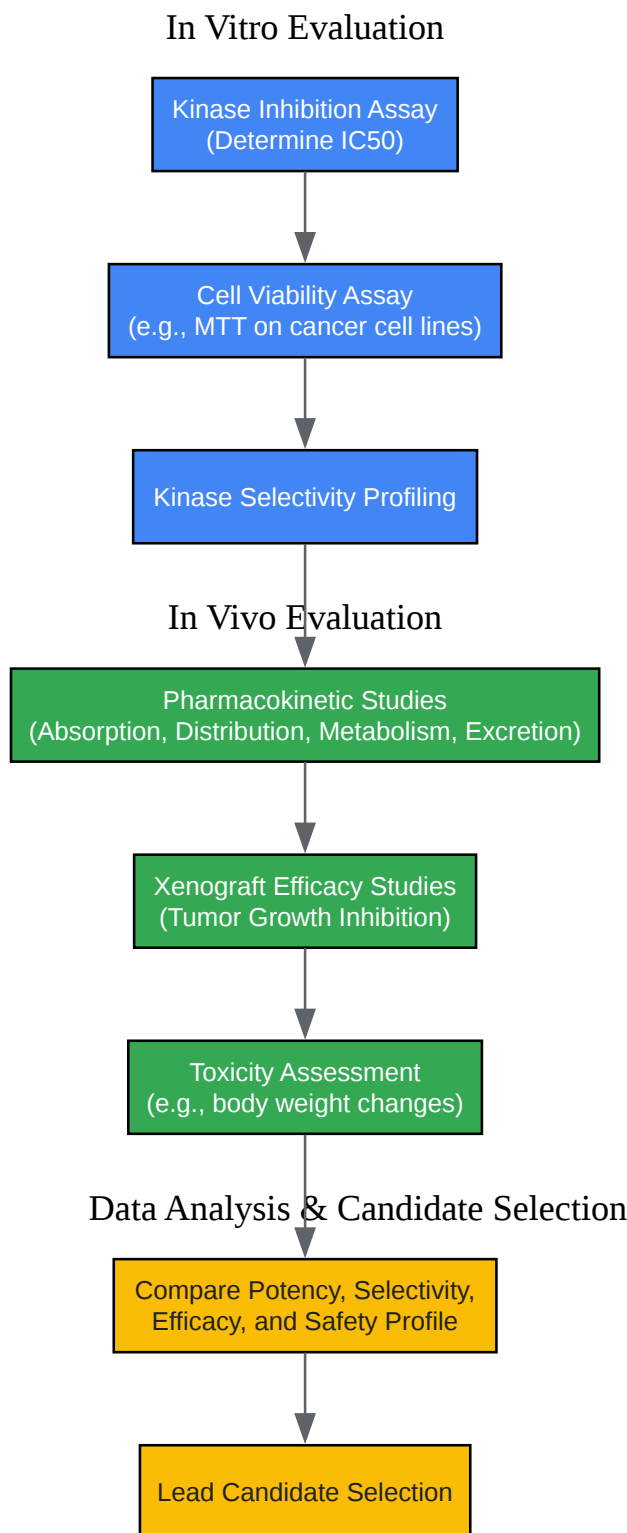 In Vitro Evaluation
Kinase Inhibition Assay
(Determine IC50)
Cell Viability Assay
(e.g., MTT on cancer cell lines)
Kinase Selectivity Profiling
In Vivo Evaluation
Pharmacokinetic Studies
(Absorption, Distribution, Metabolism, Excretion)
Xenograft Efficacy Studies
(Tumor Growth Inhibition)
Toxicity Assessment
(e.g., body weight changes)
Data Analysis & Candidate Selection
Compare Potency, Selectivity,
Efficacy, and Safety Profile
Lead Candidate Selection